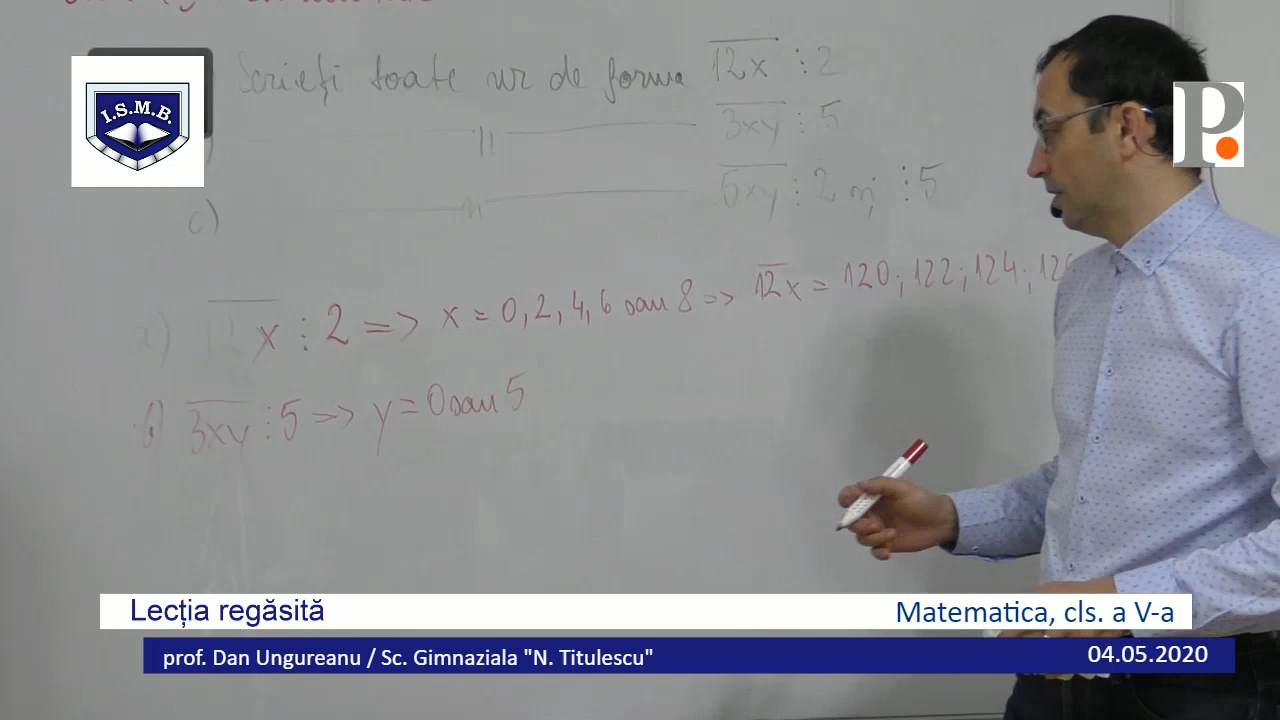 I.S.M.B.
P
Scrieți toate nr de forma 12x ⋮ 2
—— 11 —— 3xy ⋮ 5
c) —— 11 —— 5xy ⋮ 2 și ⋮ 5
a) 12x ⋮ 2 => x = 0, 2, 4, 6 sau 8 => 12x = 120; 122; 124; 126
b) 3xy ⋮ 5 => y = 0 sau 5
Lecția regăsită
Matematica, cls. a V-a
prof. Dan Ungureanu / Sc. Gimnaziala "N. Titulescu"
04.05.2020